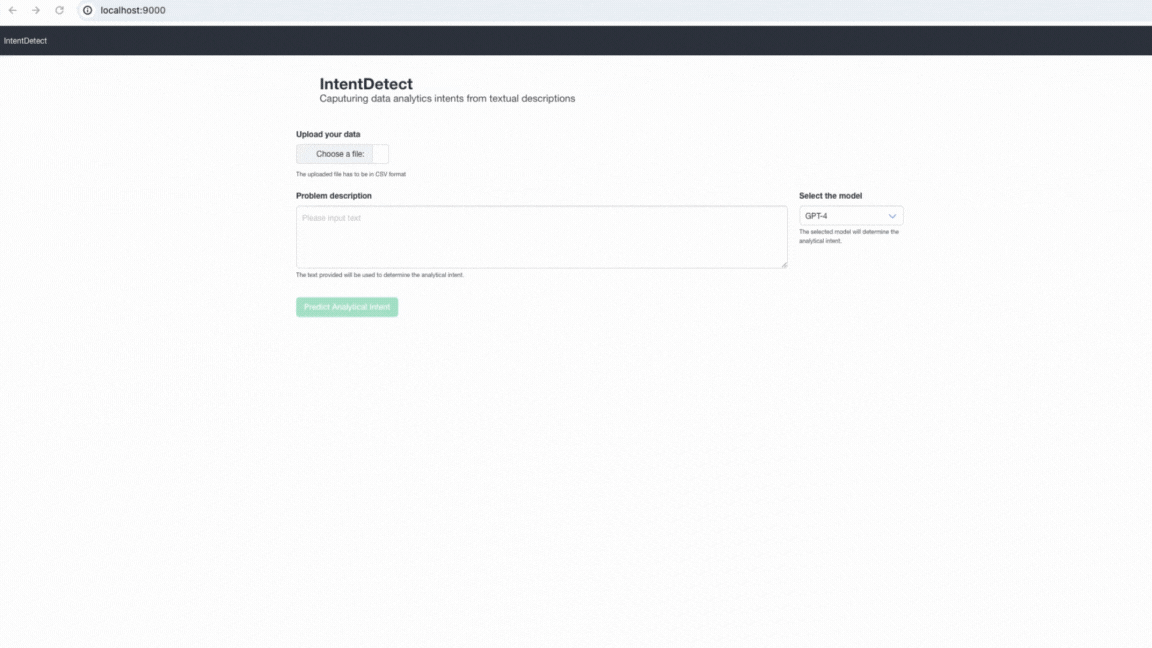 localhost:9000
IntentDetect
IntentDetect
Caputuring data analytics intents from textual descriptions
Upload your data
Choose a file:
The uploaded file has to be in CSV format
Problem description
Select the model
Please input text
GPT-4
The selected model will determine the
analytical intent.
The text provided will be used to determine the analytical intent.
Predict Analytical Intent